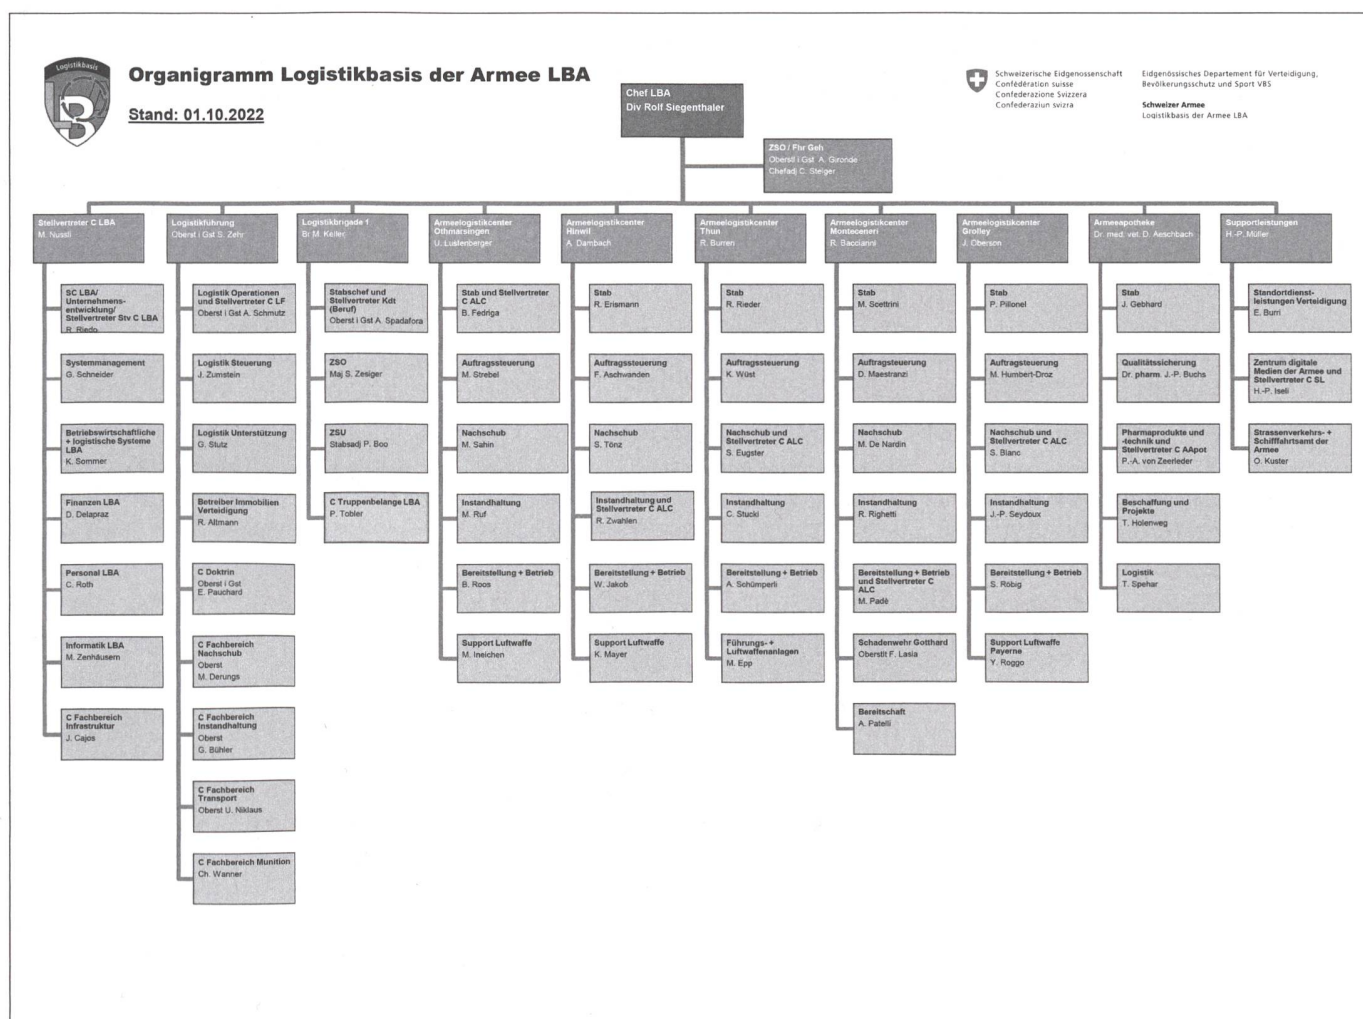 Logistikbasis
LBA
Organigramm Logistikbasis der Armee LBA
Stand: 01.10.2022
Schweizerische Eidgenossenschaft
Confédération suisse
Confederazione Svizzera
Confederaziun svizra
Eidgenössisches Departement für Verteidigung,
Bevölkerungsschutz und Sport VBS
Schweizer Armee
Logistikbasis der Armee LBA
Chef LBA
Div Rolf Siegenthaler
ZSO / Fhr Geh
Oberstl i Gst A. Gironde
Chefadj C. Steiger
Stellvertreter C LBA
M. Nussli
SC LBA/
Unternehmens-
entwicklung/
Stellvertreter Stv C LBA
R. Riedo
Systemmanagement
G. Schneider
Betriebswirtschaftliche
+ logistische Systeme
LBA
K. Sommer
Finanzen LBA
D. Delapraz
Personal LBA
C. Roth
Informatik LBA
M. Zenhäusern
C Fachbereich
Infrastruktur
J. Cajos
Logistikführung
Oberst i Gst S. Zehr
Logistik Operationen
und Stellvertreter C LF
Oberst i Gst A. Schmutz
Logistik Steuerung
J. Zumstein
Logistik Unterstützung
G. Stutz
Betreiber Immobilien
Verteidigung
R. Altmann
C Doktrin
Oberst i Gst
E. Pauchard
C Fachbereich
Nachschub
Oberst
M. Derungs
C Fachbereich
Instandhaltung
Oberst
G. Bühler
C Fachbereich
Transport
Oberst U. Niklaus
C Fachbereich Munition
Ch. Wanner
Logistikbrigade 1
Br M. Keller
Stabschef und
Stellvertreter Kdt
(Beruf)
Oberst i Gst A. Spadafora
ZSO
Maj S. Zesiger
ZSU
Stabsadj P. Boo
C Truppenbelange LBA
P. Tobler
Armeelogistikcenter
Othmarsingen
U. Lustenberger
Stab und Stellvertreter
C ALC
B. Fedriga
Auftragssteuerung
M. Strebel
Nachschub
M. Sahin
Instandhaltung
M. Ruf
Bereitstellung + Betrieb
B. Roos
Support Luftwaffe
M. Ineichen
Armeelogistikcenter
Hinwil
A. Dambach
Stab
R. Erismann
Auftragssteuerung
F. Aschwanden
Nachschub
S. Tönz
Instandhaltung und
Stellvertreter C ALC
R. Zwahlen
Bereitstellung + Betrieb
W. Jakob
Support Luftwaffe
K. Mayer
Armeelogistikcenter
Thun
R. Burren
Stab
R. Rieder
Auftragssteuerung
K. Wüst
Nachschub und
Stellvertreter C ALC
S. Eugster
Instandhaltung
C. Stucki
Bereitstellung + Betrieb
A. Schümperli
Führungs- +
Luftwaffenanlagen
M. Epp
Armeelogistikcenter
Monteceneri
R. Bacciarini
Stab
M. Scettrini
Auftragsteuerung
D. Maestranzi
Nachschub
M. De Nardin
Instandhaltung
R. Righetti
Bereitstellung + Betrieb
und Stellvertreter C
ALC
M. Padè
Schadenwehr Gotthard
Oberstlt F. Lasia
Bereitschaft
A. Patelli
Armeelogistikcenter
Grolley
J. Oberson
Stab
P. Pillonel
Auftragsteuerung
M. Humbert-Droz
Nachschub und
Stellvertreter C ALC
S. Blanc
Instandhaltung
J.-P. Seydoux
Bereitstellung + Betrieb
S. Röbig
Support Luftwaffe
Payerne
Y. Roggo
Armeeapotheke
Dr. med. vet. D. Aeschbach
Stab
J. Gebhard
Qualitätssicherung
Dr. pharm. J.-P. Buchs
Pharmaprodukte und
-technik und
Stellvertreter C AApot
P.-A. von Zeerleder
Beschaffung und
Projekte
T. Holenweg
Logistik
T. Spehar
Supportleistungen
H.-P. Müller
Standortdienst-
leistungen Verteidigung
E. Burri
Zentrum digitale
Medien der Armee und
Stellvertreter C SL
H.-P. Iseli
Strassenverkehrs- +
Schifffahrtsamt der
Armee
O. Kuster